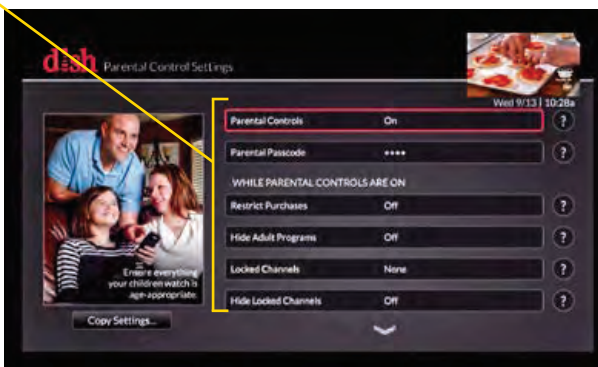 dish Parental Control Settings
Wed 9/13 | 10:28a
Parental Controls On ?
Parental Passcode •••• ?
WHILE PARENTAL CONTROLS ARE ON
Restrict Purchases Off ?
Hide Adult Programs Off ?
Locked Channels None ?
Hide Locked Channels Off ?
Ensure everything
your children watch is
age-appropriate.
Copy Settings...